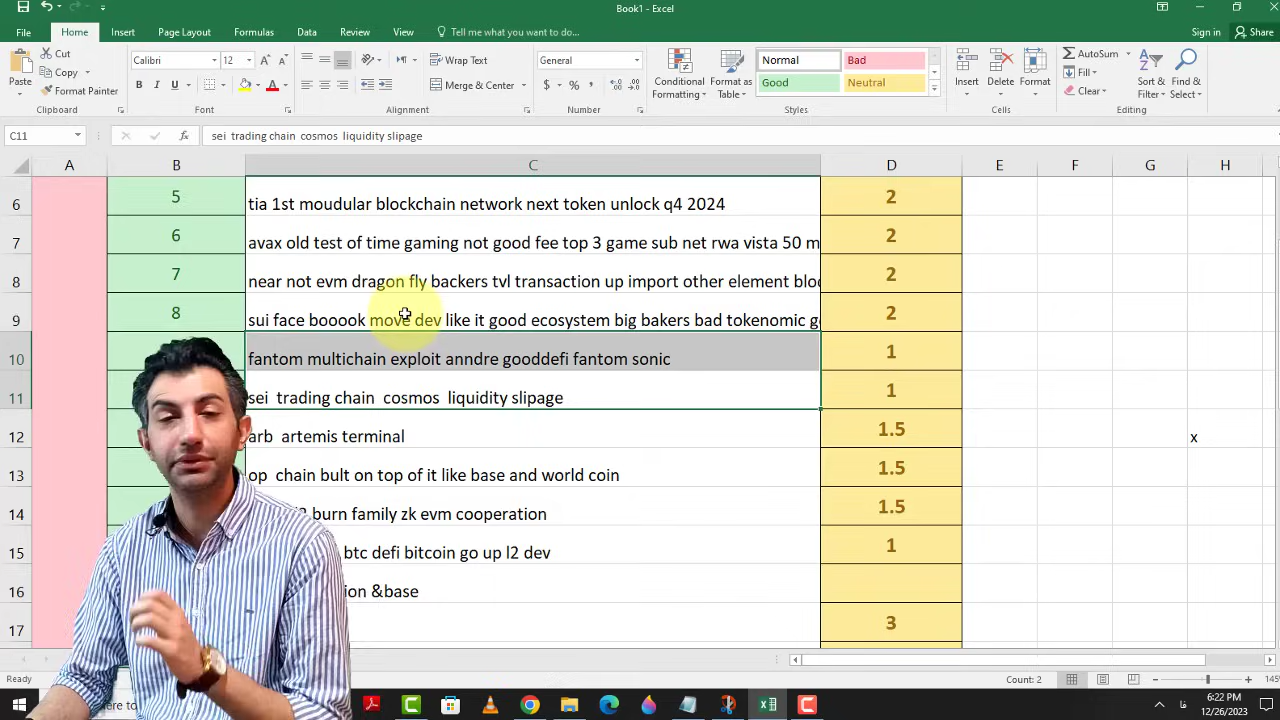 Book1 - Excel
File Home Insert Page Layout Formulas Data Review View Tell me what you want to do... Sign in Share
Paste Cut Copy Format Painter
Calibri 12 A A
U A
Wrap Text
Merge & Center
General
$ % ,
Conditional Formatting Format as Table
Normal Bad
Good Neutral
Insert Delete Format
AutoSum Fill Clear
Sort & Filter Find & Select
Clipboard Font Alignment Number Styles Cells Editing
C11 fx sei trading chain cosmos liquidity slipage
A B C D E F G H
6 5 tia 1st moudular blockchain network next token unlock q4 2024 2
7 6 avax old test of time gaming not good fee top 3 game sub net rwa vista 50 m 2
8 7 near not evm dragon fly backers tvl transaction up import other element bloc 2
9 8 sui face booook move dev like it good ecosystem big bakers bad tokenomic g 2
10 fantom multichain exploit anndre gooddefi fantom sonic 1
11 sei trading chain cosmos liquidity slipage 1
12 arb artemis terminal 1.5 x
13 op chain bult on top of it like base and world coin 1.5
14 burn family zk evm cooperation 1.5
15 btc defi bitcoin go up l2 dev 1
16 &base
17 3
Ready Count: 2 145
here to
6:22 PM
12/26/2023